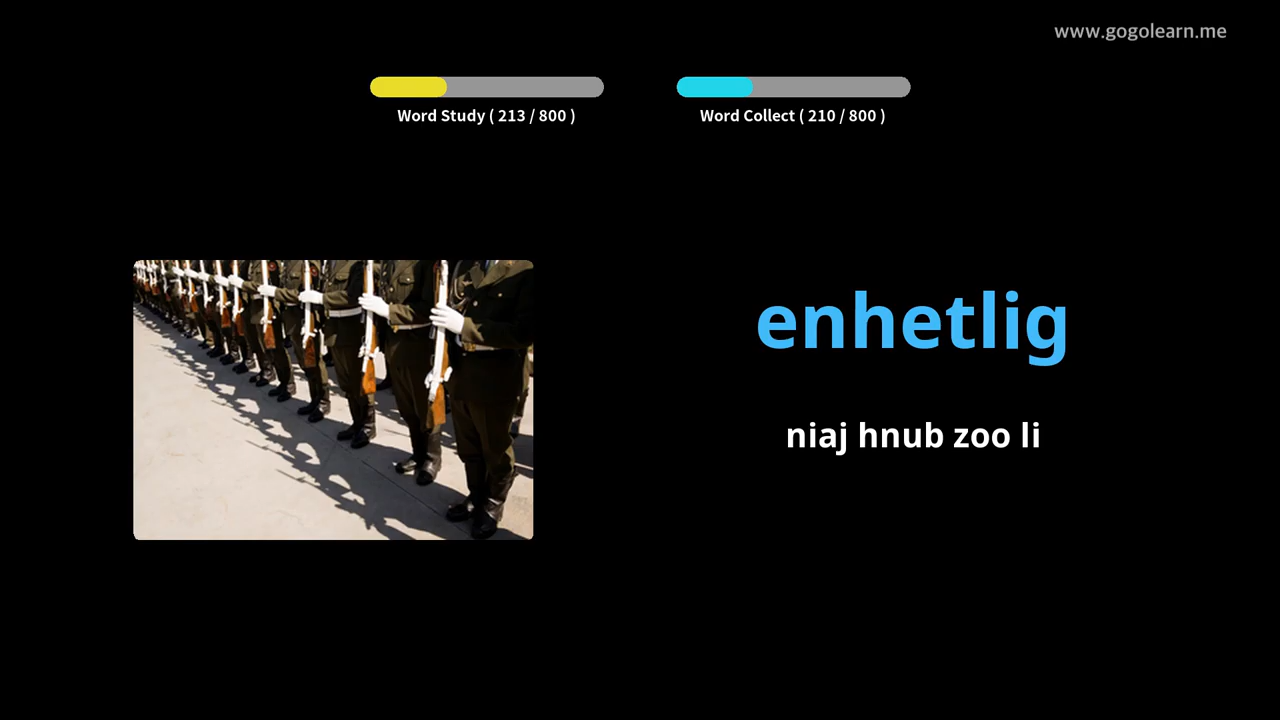 www.gogolearn.me
Word Study ( 213 / 800 )
Word Collect ( 210 / 800 )
enhetlig
niaj hnub zoo li